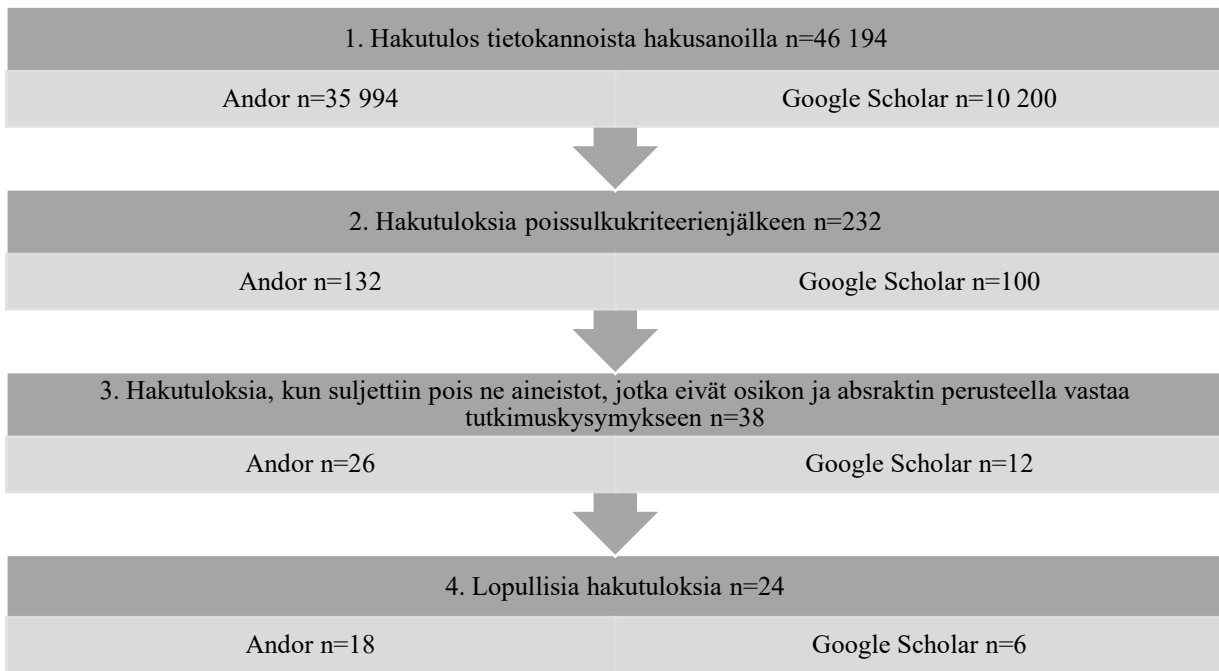 1. Hakutulos tietokannoista hakusanoilla n=46 194
Andor n=35 994
Google Scholar n=10 200
2. Hakutuloksia poissulkukriteerienjälkeen n=232
Andor n=132
Google Scholar n=100
3. Hakutuloksia, kun suljettiin pois ne aineistot, jotka eivät osikon ja absraktin perusteella vastaa
tutkimuskysymykseen n=38
Andor n=26
Google Scholar n=12
4. Lopullisia hakutuloksia n=24
Andor n=18
Google Scholar n=6